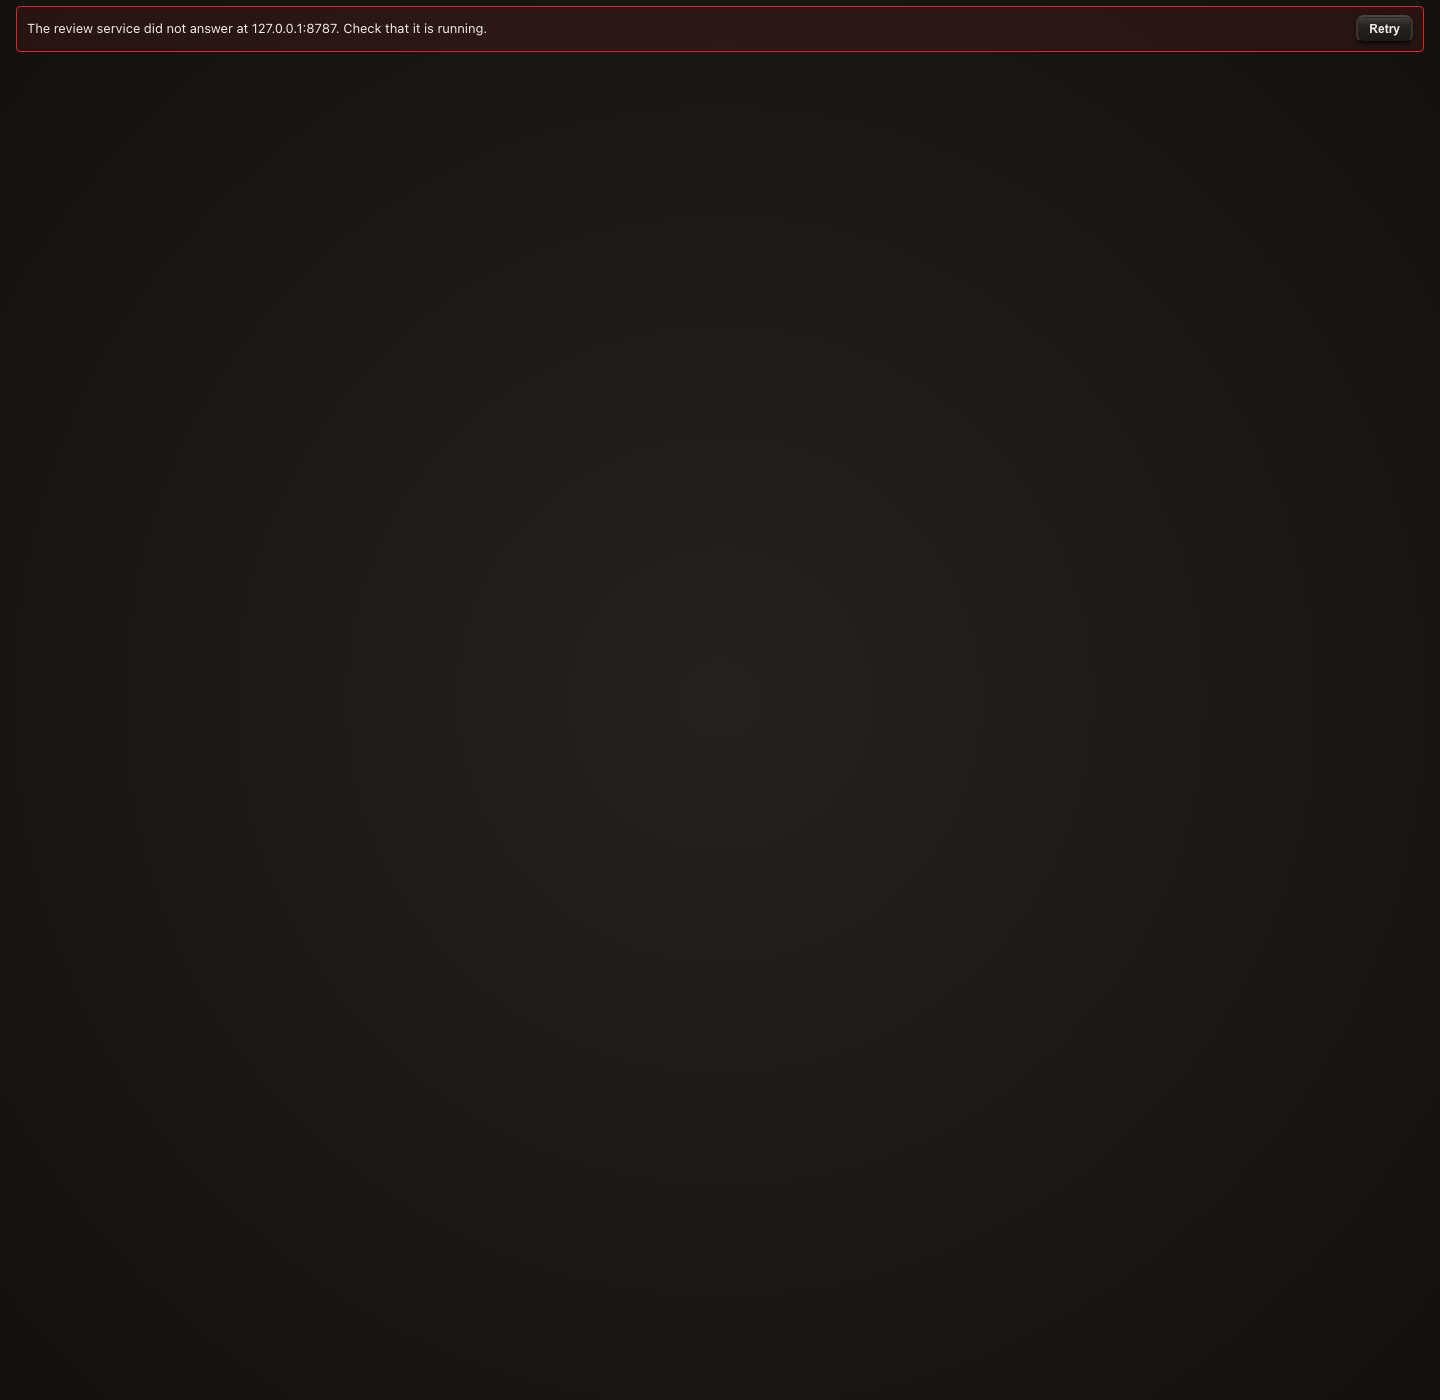 The review service did not answer at 127.0.0.1:8787. Check that it is running.
Retry